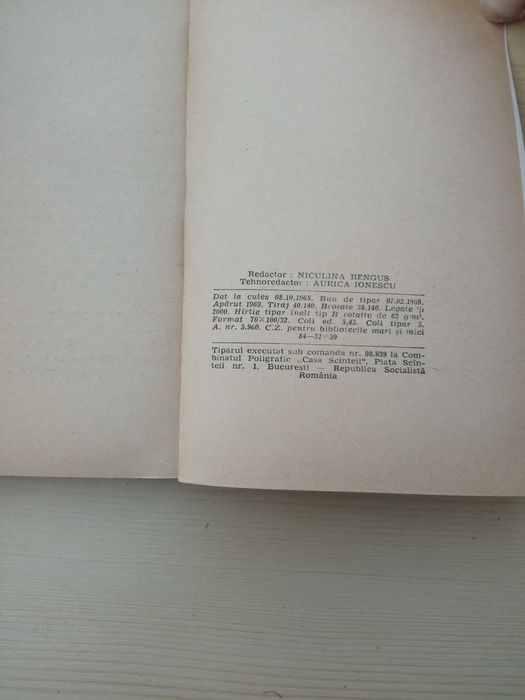 Redactor : NICULINA BENGUȘ
Tehnoredactor : AURICA IONESCU
Dat la cules 08.10.1968. Bun de tipar 07.02.1969.
Apărut 1969. Tiraj 40.140. Broșate 38.140. Legate 1/1
2000. Hîrtie tipar înalt tip B rotativ de 63 g/m².
Format 70×100/32. Coli ed. 5,45. Coli tipar 5.
A. nr. 5.960. C.Z. pentru bibliotecile mari și mici
84—31=59
Tiparul executat sub comanda nr. 80.839 la Com-
binatul Poligrafic „Casa Scînteii", Piața Scîn-
teii nr. 1, București — Republica Socialistă
România